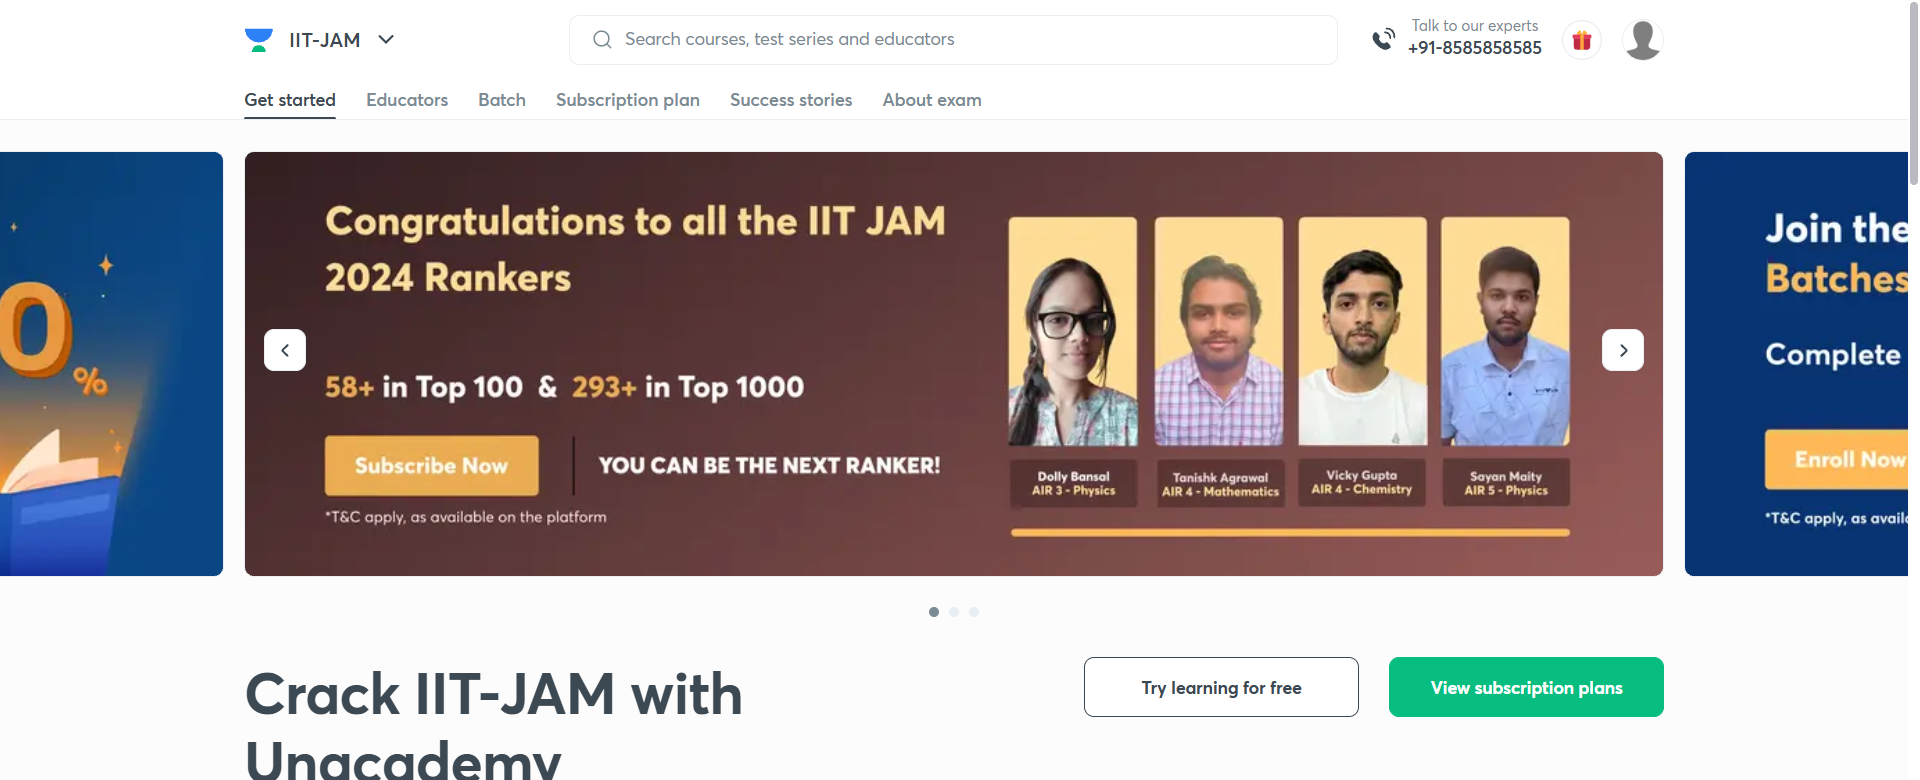 IIT-JAM
Search courses, test series and educators
Talk to our experts
+91-8585858585
Get started
Educators
Batch
Subscription plan
Success stories
About exam
0
%
Congratulations to all the IIT JAM
2024 Rankers
58+ in Top 100 & 293+ in Top 1000
Subscribe Now
YOU CAN BE THE NEXT RANKER!
*T&C apply, as available on the platform
Dolly Bansal
AIR 3 - Physics
Tanishk Agrawal
AIR 4 - Mathematics
Vicky Gupta
AIR 4 - Chemistry
Sayan Maity
AIR 5 - Physics
Join the
Batches
Complete
Enroll Now
*T&C apply, as avail
Crack IIT-JAM with
Unacademy
Try learning for free
View subscription plans